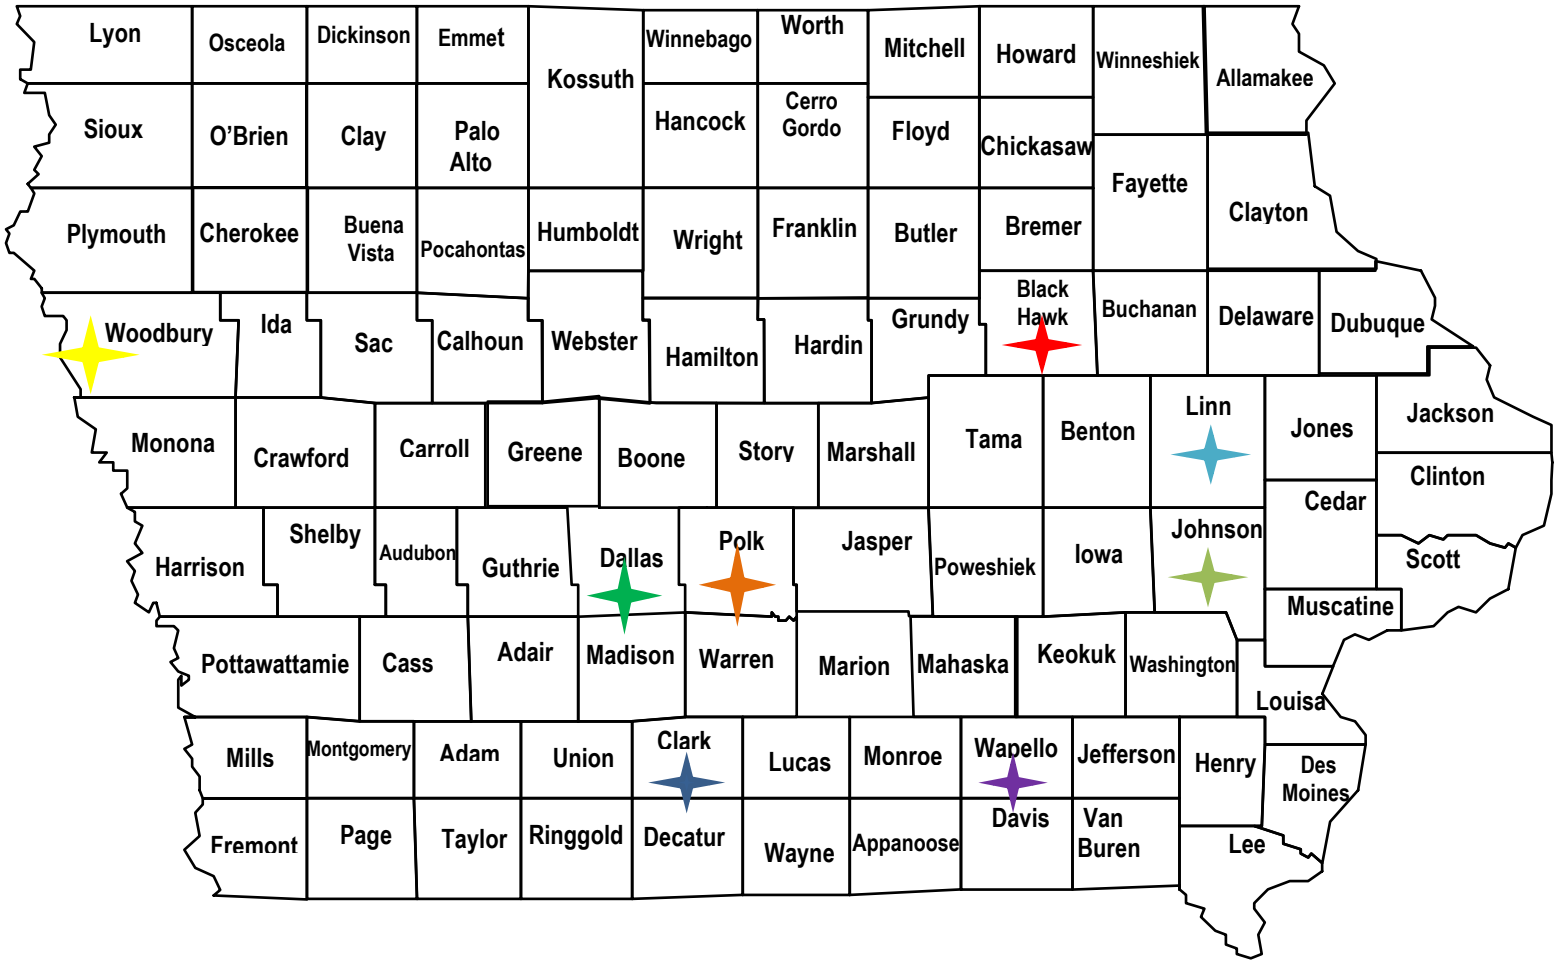 Lyon
Osceola
Dickinson
Emmet
Kossuth
Winnebago
Worth
Mitchell
Howard
Winneshiek
Allamakee
Sioux
O’Brien
Clay
Palo
Alto
Hancock
Cerro
Gordo
Floyd
Chickasaw
Fayette
Clayton
Plymouth
Cherokee
Buena
Vista
Pocahontas
Humboldt
Wright
Franklin
Butler
Bremer
Woodbury
Ida
Sac
Calhoun
Webster
Hamilton
Hardin
Grundy
Black
Hawk
Buchanan
Delaware
Dubuque
Monona
Crawford
Carroll
Greene
Boone
Story
Marshall
Tama
Benton
Linn
Jones
Jackson
Clinton
Cedar
Harrison
Shelby
Audubon
Guthrie
Dallas
Polk
Jasper
Poweshiek
Iowa
Johnson
Scott
Muscatine
Pottawattamie
Cass
Adair
Madison
Warren
Marion
Mahaska
Keokuk
Washington
Louisa
Mills
Montgomery
Adam
Union
Clark
Lucas
Monroe
Wapello
Jefferson
Henry
Des
Moines
Fremont
Page
Taylor
Ringgold
Decatur
Wayne
Appanoose
Davis
Van
Buren
Lee